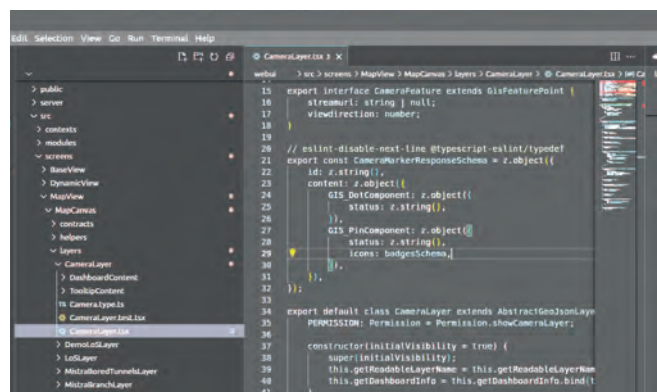 Edit Selection View Go Run Terminal Help
CameraLayer.tsx 3 X
webui > src > screens > MapView > MapCanvas > layers > CameraLayer > CameraLayer.tsx > Ca
> public
> server
src
> contexts
> modules
screens
> BaseView
> DynamicView
MapView
MapCanvas
> contracts
> helpers
layers
CameraLayer
> DashboardContent
> TooltipContent
TS Camera.type.ts
CameraLayer.test.tsx
CameraLayer.tsx 3
> DemoLoSLayer
> LoSLayer
> MistralBoredTunnelsLayer
> MistralBranchLayer
15 export interface CameraFeature extends GisFeaturePoint {
16 streamurl: string | null;
17 viewdirection: number;
18 }
19
20 // eslint-disable-next-line @typescript-eslint/typedef
21 export const CameraMarkerResponseSchema = z.object({
22 id: z.string(),
23 content: z.object({
24 GIS_DotComponent: z.object({
25 status: z.string(),
26 }),
27 GIS_PinComponent: z.object({
28 status: z.string(),
29 icons: badgesSchema,
30 }),
31 }),
32 });
33
34 export default class CameraLayer extends AbstractGeoJsonLaye
35 PERMISSION: Permission = Permission.showCameraLayer;
36
37 constructor(initialVisibility = true) {
38 super(initialVisibility);
39 this.getReadableLayerName = this.getReadableLayerNam
40 this.getDashboardInfo = this.getDashboardInfo.bind(t
41